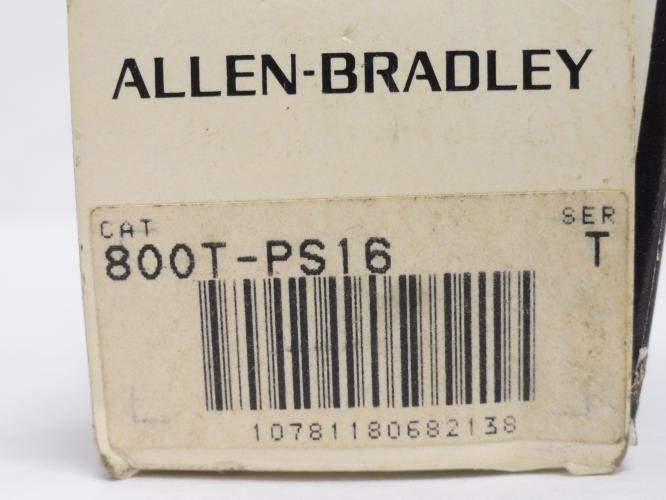 ALLEN-BRADLEY
CAT SER
800T-PS16 T
10781180682138